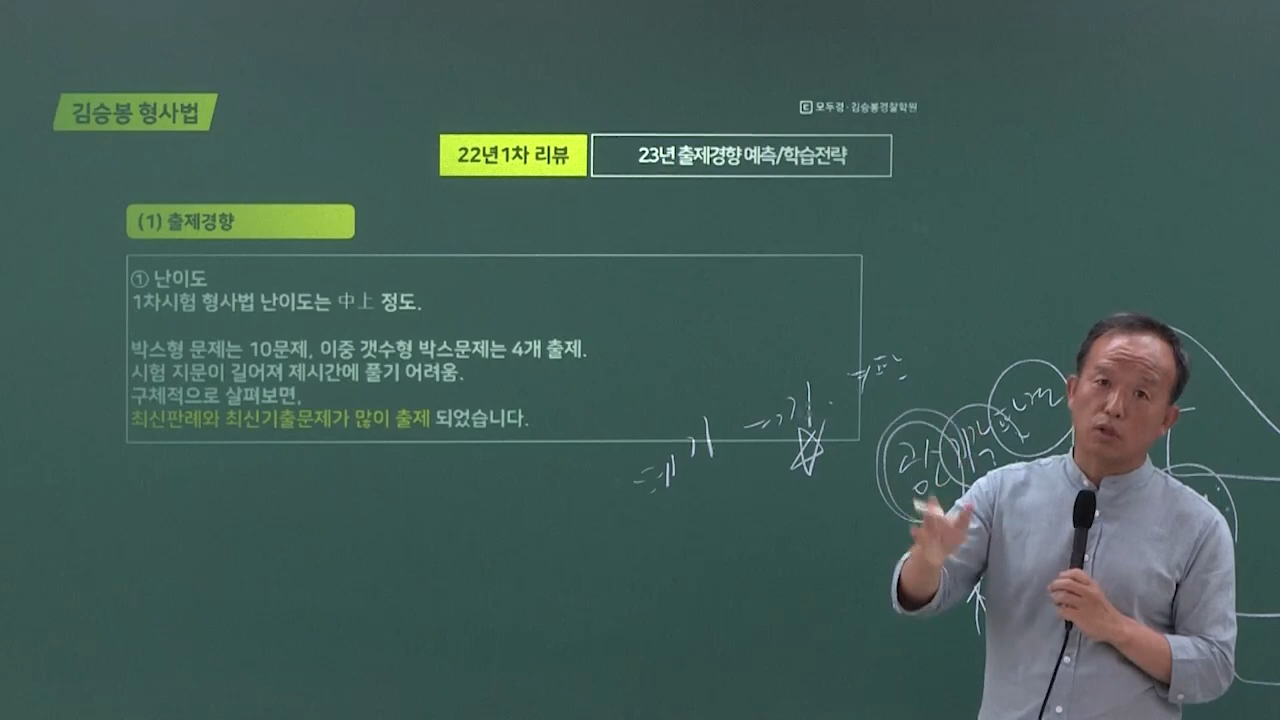 김승봉 형사법
E 모두경·김승봉경찰학원
22년 1차 리뷰
23년 출제경향 예측/학습전략
(1) 출제경향
① 난이도
1차시험 형사법 난이도는 中上 정도.
박스형 문제는 10문제, 이중 갯수형 박스문제는 4개 출제.
시험 지문이 길어져 제시간에 풀기 어려움.
구체적으로 살펴보면,
최신판례와 최신기출문제가 많이 출제 되었습니다.